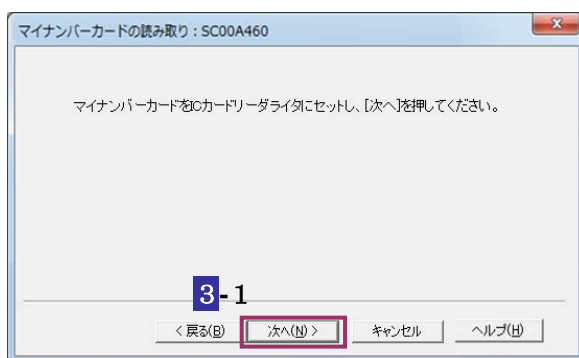 マイナンバーカードの読み取り：SC00A460
マイナンバーカードをICカードリーダライタにセットし、[次へ]を押してください。
3-1
< 戻る(B)
次へ(N) >
キャンセル
ヘルプ(H)